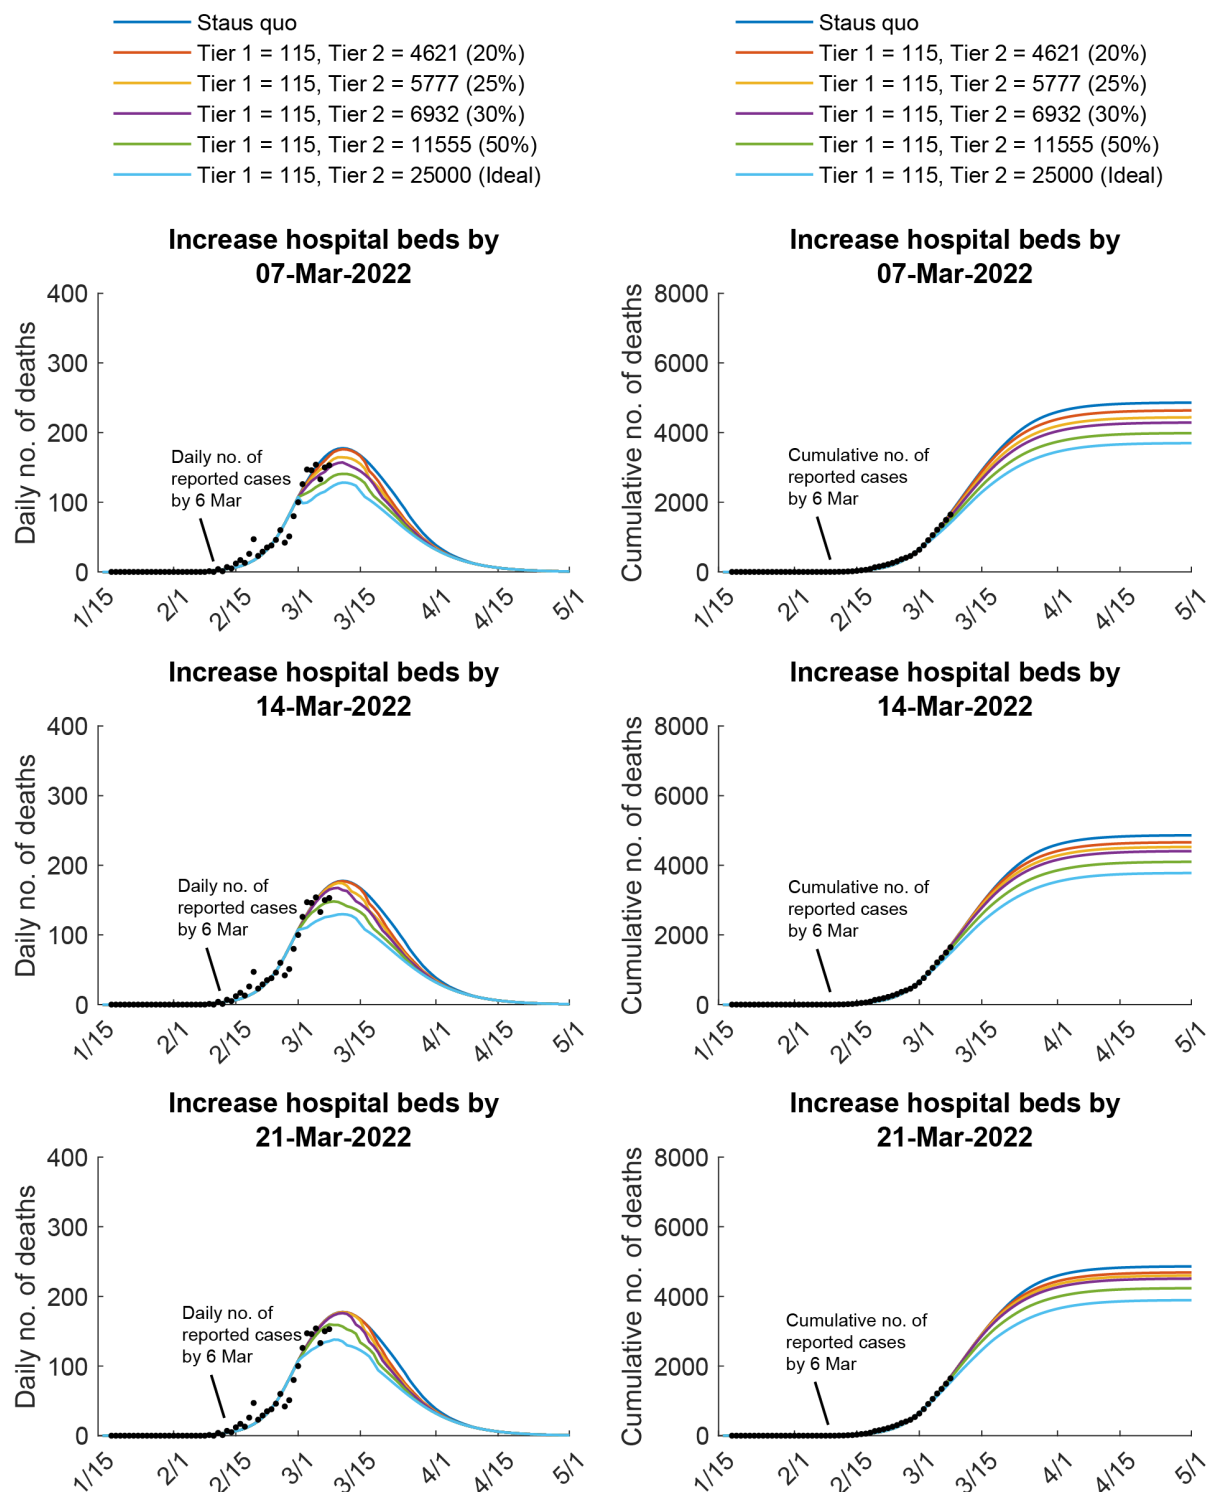 Staus quo
Tier 1 = 115, Tier 2 = 4621 (20%)
Tier 1 = 115, Tier 2 = 5777 (25%)
Tier 1 = 115, Tier 2 = 6932 (30%)
Tier 1 = 115, Tier 2 = 11555 (50%)
Tier 1 = 115, Tier 2 = 25000 (Ideal)
Staus quo
Tier 1 = 115, Tier 2 = 4621 (20%)
Tier 1 = 115, Tier 2 = 5777 (25%)
Tier 1 = 115, Tier 2 = 6932 (30%)
Tier 1 = 115, Tier 2 = 11555 (50%)
Tier 1 = 115, Tier 2 = 25000 (Ideal)
Increase hospital beds by
07-Mar-2022
Daily no. of deaths
400
300
200
100
0
Daily no. of
reported cases
by 6 Mar
1/15
2/1
2/15
3/1
3/15
4/1
4/15
5/1
Increase hospital beds by
07-Mar-2022
Cumulative no. of deaths
8000
6000
4000
2000
0
Cumulative no. of
reported cases
by 6 Mar
1/15
2/1
2/15
3/1
3/15
4/1
4/15
5/1
Increase hospital beds by
14-Mar-2022
Daily no. of deaths
400
300
200
100
0
Daily no. of
reported cases
by 6 Mar
1/15
2/1
2/15
3/1
3/15
4/1
4/15
5/1
Increase hospital beds by
14-Mar-2022
Cumulative no. of deaths
8000
6000
4000
2000
0
Cumulative no. of
reported cases
by 6 Mar
1/15
2/1
2/15
3/1
3/15
4/1
4/15
5/1
Increase hospital beds by
21-Mar-2022
Daily no. of deaths
400
300
200
100
0
Daily no. of
reported cases
by 6 Mar
1/15
2/1
2/15
3/1
3/15
4/1
4/15
5/1
Increase hospital beds by
21-Mar-2022
Cumulative no. of deaths
8000
6000
4000
2000
0
Cumulative no. of
reported cases
by 6 Mar
1/15
2/1
2/15
3/1
3/15
4/1
4/15
5/1